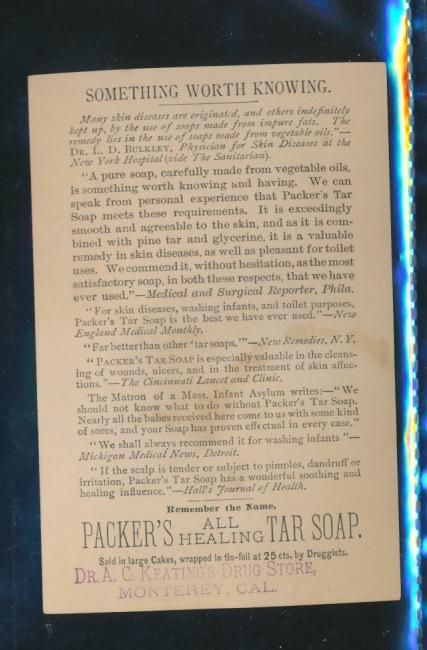 SOMETHING WORTH KNOWING.
Many skin diseases are originated, and others indefinitely
kept up, by the use of soaps made from impure fats. The
remedy lies in the use of soaps made from vegetable oils."—
DR. L. D. BULKLEY, Physician for Skin Diseases at the
New York Hospital (vide The Sanitarian).
"A pure soap, carefully made from vegetable oils,
is something worth knowing and having. We can
speak from personal experience that Packer's Tar
Soap meets these requirements. It is exceedingly
smooth and agreeable to the skin, and as it is com-
bined with pine tar and glycerine, it is a valuable
remedy in skin diseases, as well as pleasant for toilet
uses. We commend it, without hesitation, as the most
satisfactory soap, in both these respects, that we have
ever used."—Medical and Surgical Reporter, Phila.
"For skin diseases, washing infants, and toilet purposes,
Packer's Tar Soap is the best we have ever used."—New
England Medical Monthly.
"Far better than other 'tar soaps.'"—New Remedies, N. Y.
"PACKER'S TAR SOAP is especially valuable in the cleans-
ing of wounds, ulcers, and in the treatment of skin affec-
tions."—The Cincinnati Lancet and Clinic.
The Matron of a Mass. Infant Asylum writes:—"We
should not know what to do without Packer's Tar Soap.
Nearly all the babes received here come to us with some kind
of sores, and your Soap has proven effectual in every case."
"We shall always recommend it for washing infants"—
Michigan Medical News, Detroit.
"If the scalp is tender or subject to pimples, dandruff or
irritation, Packer's Tar Soap has a wonderful soothing and
healing influence."—Hall's Journal of Health.
Remember the Name,
PACKER'S ALL HEALING TAR SOAP.
Sold in large Cakes, wrapped in tin-foil at 25 cts. by Druggists.
DR. A. C. KEATING'S DRUG STORE,
MONTEREY, CAL.